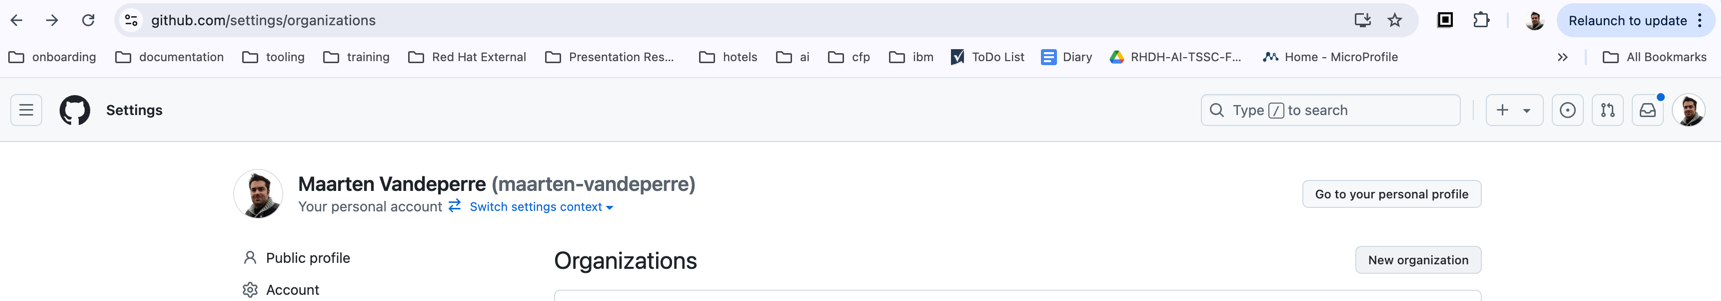 github.com/settings/organizations
Relaunch to update
onboarding documentation tooling training Red Hat External Presentation Res... hotels ai cfp ibm ToDo List Diary RHDH-AI-TSSC-F... Home - MicroProfile » All Bookmarks
Settings
Type / to search
Maarten Vandeperre (maarten-vandeperre)
Go to your personal profile
Your personal account Switch settings context
Public profile
Organizations
New organization
Account